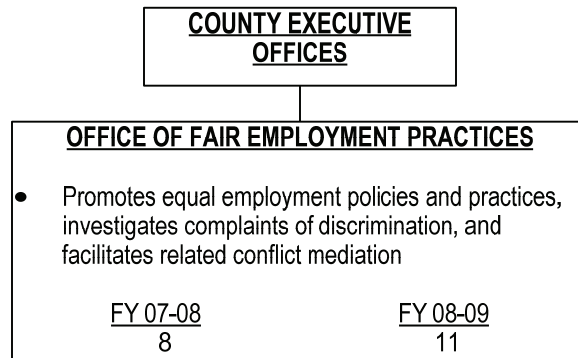 COUNTY EXECUTIVE
OFFICES
OFFICE OF FAIR EMPLOYMENT PRACTICES
• Promotes equal employment policies and practices,
investigates complaints of discrimination, and
facilitates related conflict mediation
FY 07-08 FY 08-09
8 11